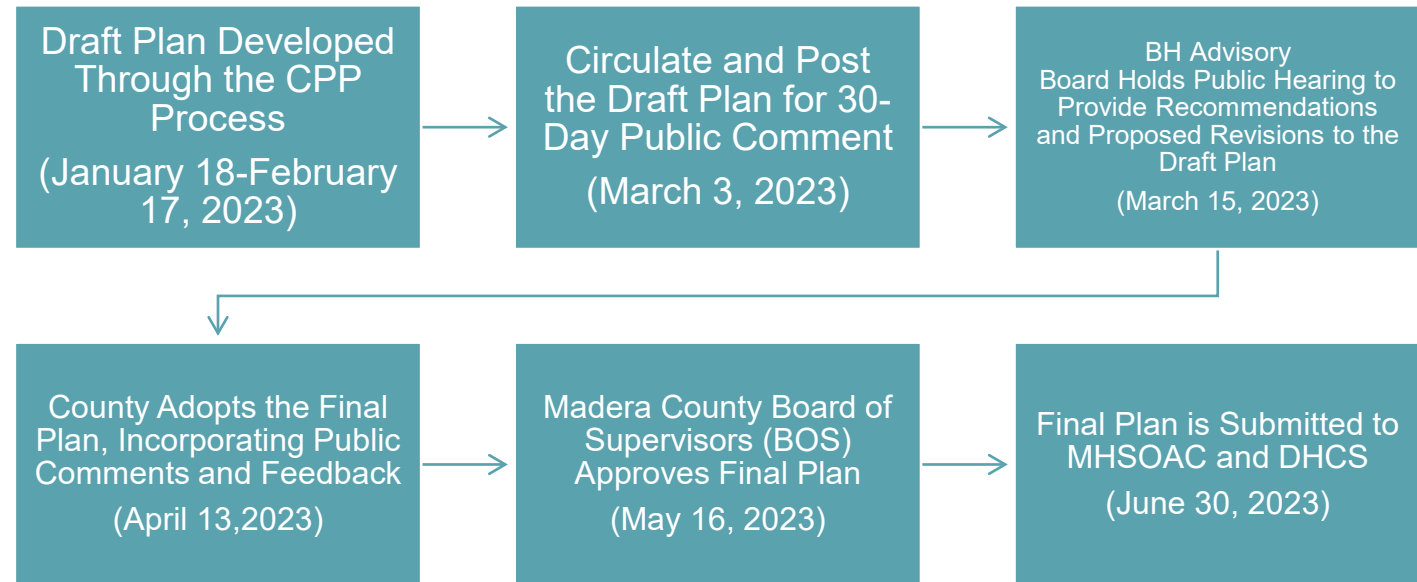 Draft Plan Developed
Through the CPP
Process
(January 18-February
17, 2023)
Circulate and Post
the Draft Plan for 30-
Day Public Comment
(March 3, 2023)
BH Advisory
Board Holds Public Hearing to
Provide Recommendations
and Proposed Revisions to the
Draft Plan
(March 15, 2023)
County Adopts the Final
Plan, Incorporating Public
Comments and Feedback
(April 13,2023)
Madera County Board of
Supervisors (BOS)
Approves Final Plan
(May 16, 2023)
Final Plan is Submitted to
MHSOAC and DHCS
(June 30, 2023)